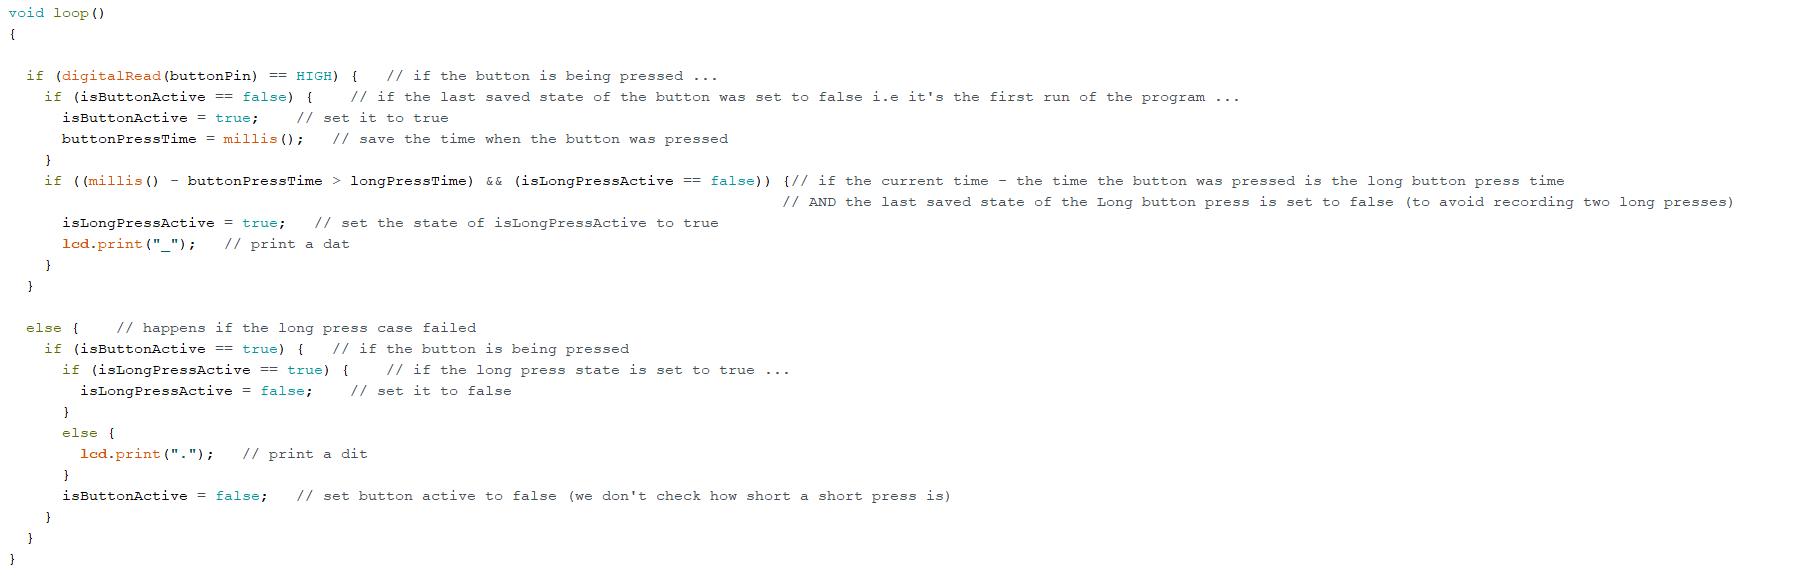 void loop()
{
if (digitalRead(buttonPin) == HIGH) {   // if the button is being pressed ...
if (isButtonActive == false) {    // if the last saved state of the button was set to false i.e it's the first run of the program ...
isButtonActive = true;    // set it to true
buttonPressTime = millis();   // save the time when the button was pressed
}
if ((millis() - buttonPressTime > longPressTime) && (isLongPressActive == false)) {// if the current time - the time the button was pressed is the long button press time
// AND the last saved state of the Long button press is set to false (to avoid recording two long presses)
isLongPressActive = true;   // set the state of isLongPressActive to true
lcd.print("_");   // print a dat
}
}
else {    // happens if the long press case failed
if (isButtonActive == true) {   // if the button is being pressed
if (isLongPressActive == true) {    // if the long press state is set to true ...
isLongPressActive = false;    // set it to false
}
else {
lcd.print(".");   // print a dit
}
isButtonActive = false;   // set button active to false (we don't check how short a short press is)
}
}
}